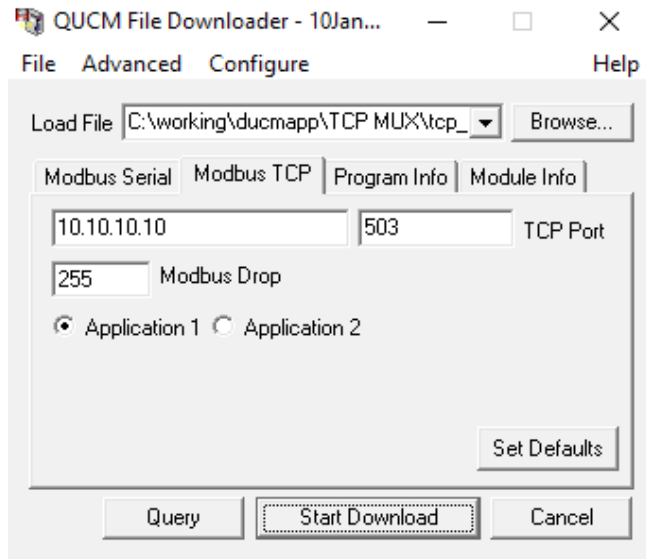 QUCM File Downloader - 10Jan...
File Advanced Configure Help
Load File C:\working\ducmapp\TCP MUX\tcp_ Browse...
Modbus Serial Modbus TCP Program Info Module Info
10.10.10.10 503 TCP Port
255 Modbus Drop
Application 1 Application 2
Set Defaults
Query Start Download Cancel